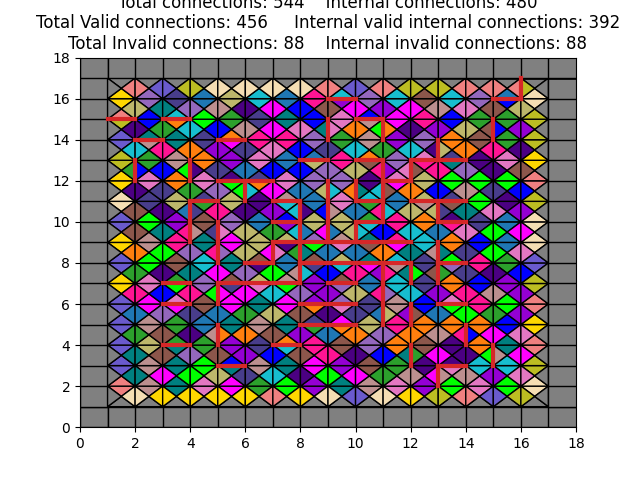 Total connections: 544    Internal connections: 480
Total Valid connections: 456    Internal valid internal connections: 392
Total Invalid connections: 88    Internal invalid connections: 88
18
16
14
12
10
8
6
4
2
0
0 2 4 6 8 10 12 14 16 18